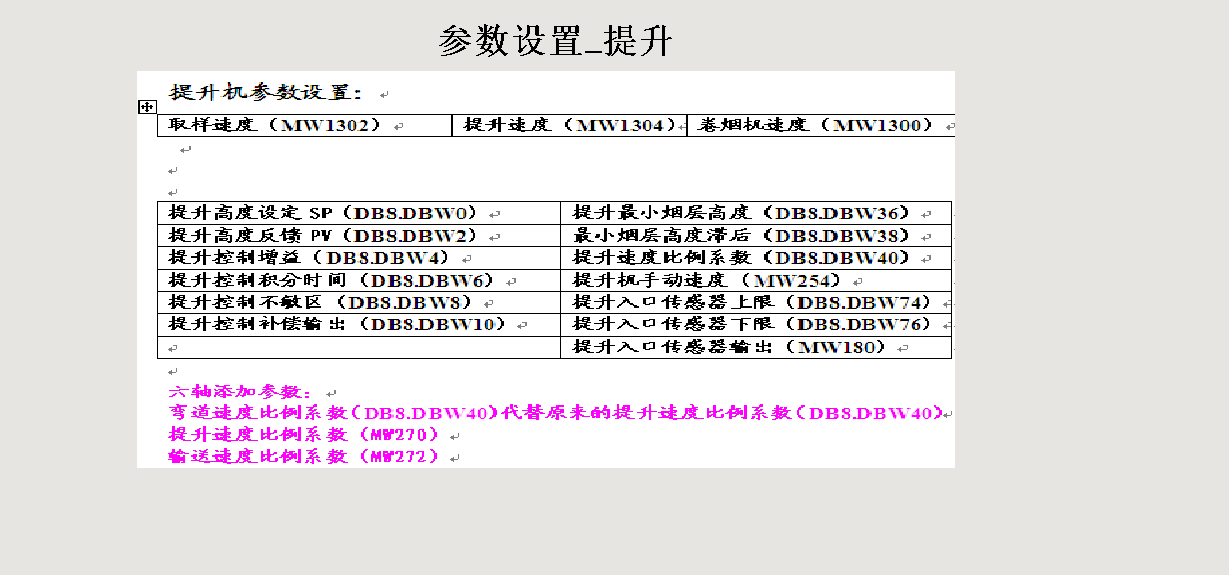 参数设置_提升
提升机参数设置：
取样速度（MW1302） 提升速度（MW1304） 卷烟机速度（MW1300）
提升高度设定 SP（DB8.DBW0） 提升最小烟层高度（DB8.DBW36）
提升高度反馈 PV（DB8.DBW2） 最小烟层高度滞后（DB8.DBW38）
提升控制增益（DB8.DBW4） 提升速度比例系数（DB8.DBW40）
提升控制积分时间（DB8.DBW6） 提升机手动速度（MW254）
提升控制不敏区（DB8.DBW8） 提升入口传感器上限（DB8.DBW74）
提升控制补偿输出（DB8.DBW10） 提升入口传感器下限（DB8.DBW76）
提升入口传感器输出（MW180）
六轴添加参数：
弯道速度比例系数(DB8.DBW40)代替原来的提升速度比例系数(DB8.DBW40)
提升速度比例系数（MW270）
输送速度比例系数（MW272）